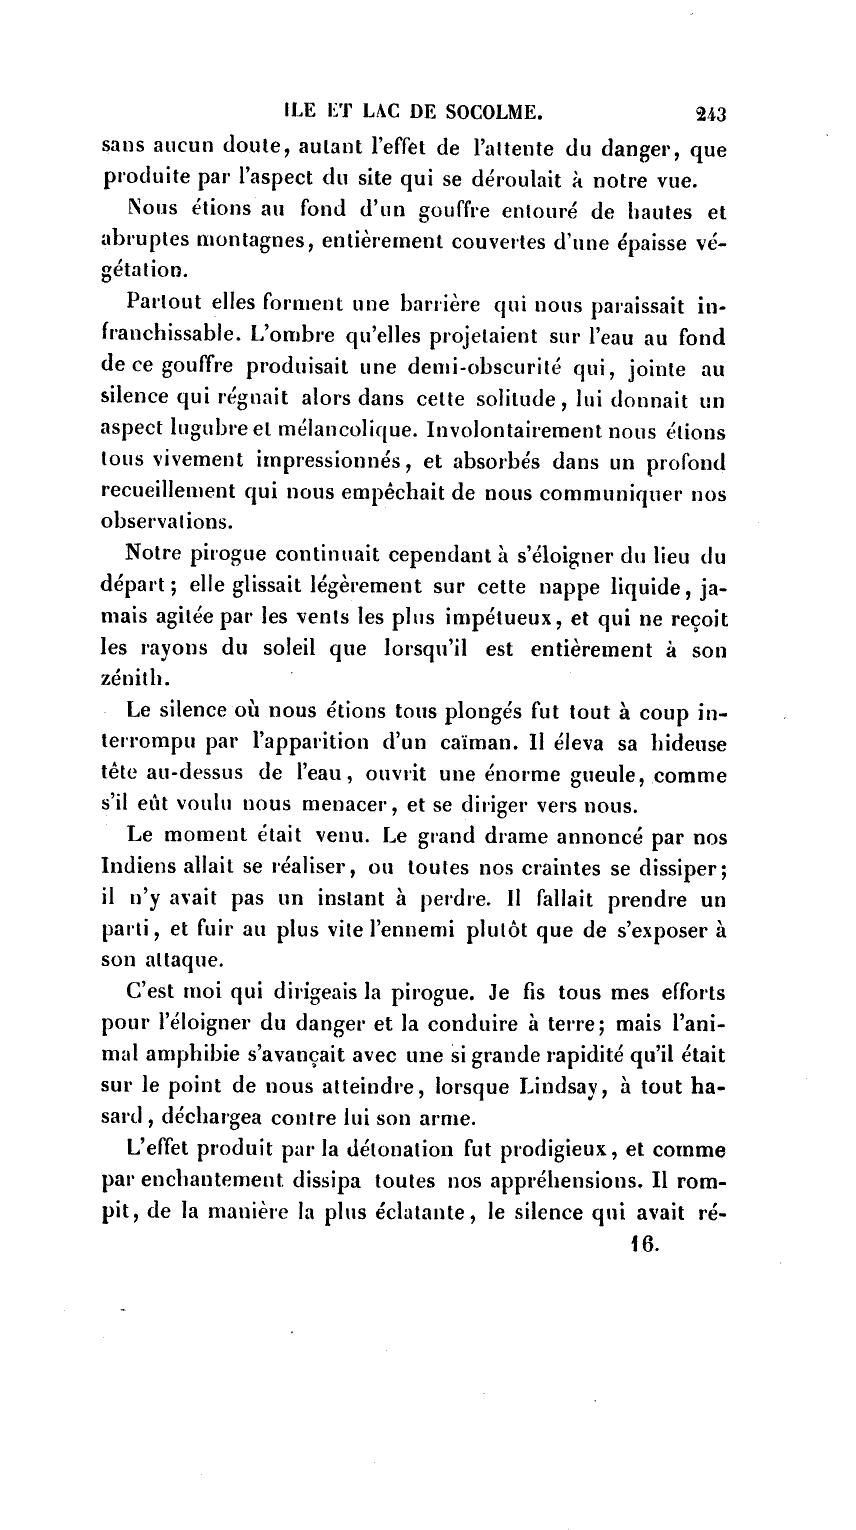 ILE ET LAC DE SOCOLME. 243
sans aucun doute, autant l'effet de l'attente du danger, que
produite par l'aspect du site qui se déroulait à notre vue.
Nous étions au fond d'un gouffre entouré de hautes et
abruptes montagnes, entièrement couvertes d'une épaisse vé-
gétation.
Partout elles forment une barrière qui nous paraissait in-
franchissable. L'ombre qu'elles projetaient sur l'eau au fond
de ce gouffre produisait une demi-obscurité qui, jointe au
silence qui régnait alors dans cette solitude, lui donnait un
aspect lugubre et mélancolique. Involontairement nous étions
tous vivement impressionnés, et absorbés dans un profond
recueillement qui nous empêchait de nous communiquer nos
observations.
Notre pirogue continuait cependant à s'éloigner du lieu du
départ; elle glissait légèrement sur cette nappe liquide, ja-
mais agitée par les vents les plus impétueux, et qui ne reçoit
les rayons du soleil que lorsqu'il est entièrement à son
zénith.
Le silence où nous étions tous plongés fut tout à coup in-
terrompu par l'apparition d'un caïman. Il éleva sa hideuse
tête au-dessus de l'eau, ouvrit une énorme gueule, comme
s'il eût voulu nous menacer, et se diriger vers nous.
Le moment était venu. Le grand drame annoncé par nos
Indiens allait se réaliser, ou toutes nos craintes se dissiper;
il n'y avait pas un instant à perdre. Il fallait prendre un
parti, et fuir au plus vite l'ennemi plutôt que de s'exposer à
son attaque.
C'est moi qui dirigeais la pirogue. Je fis tous mes efforts
pour l'éloigner du danger et la conduire à terre; mais l'ani-
mal amphibie s'avançait avec une si grande rapidité qu'il était
sur le point de nous atteindre, lorsque Lindsay, à tout ha-
sard, déchargea contre lui son arme.
L'effet produit par la détonation fut prodigieux, et comme
par enchantement dissipa toutes nos appréhensions. Il rom-
pit, de la manière la plus éclatante, le silence qui avait ré-
16.